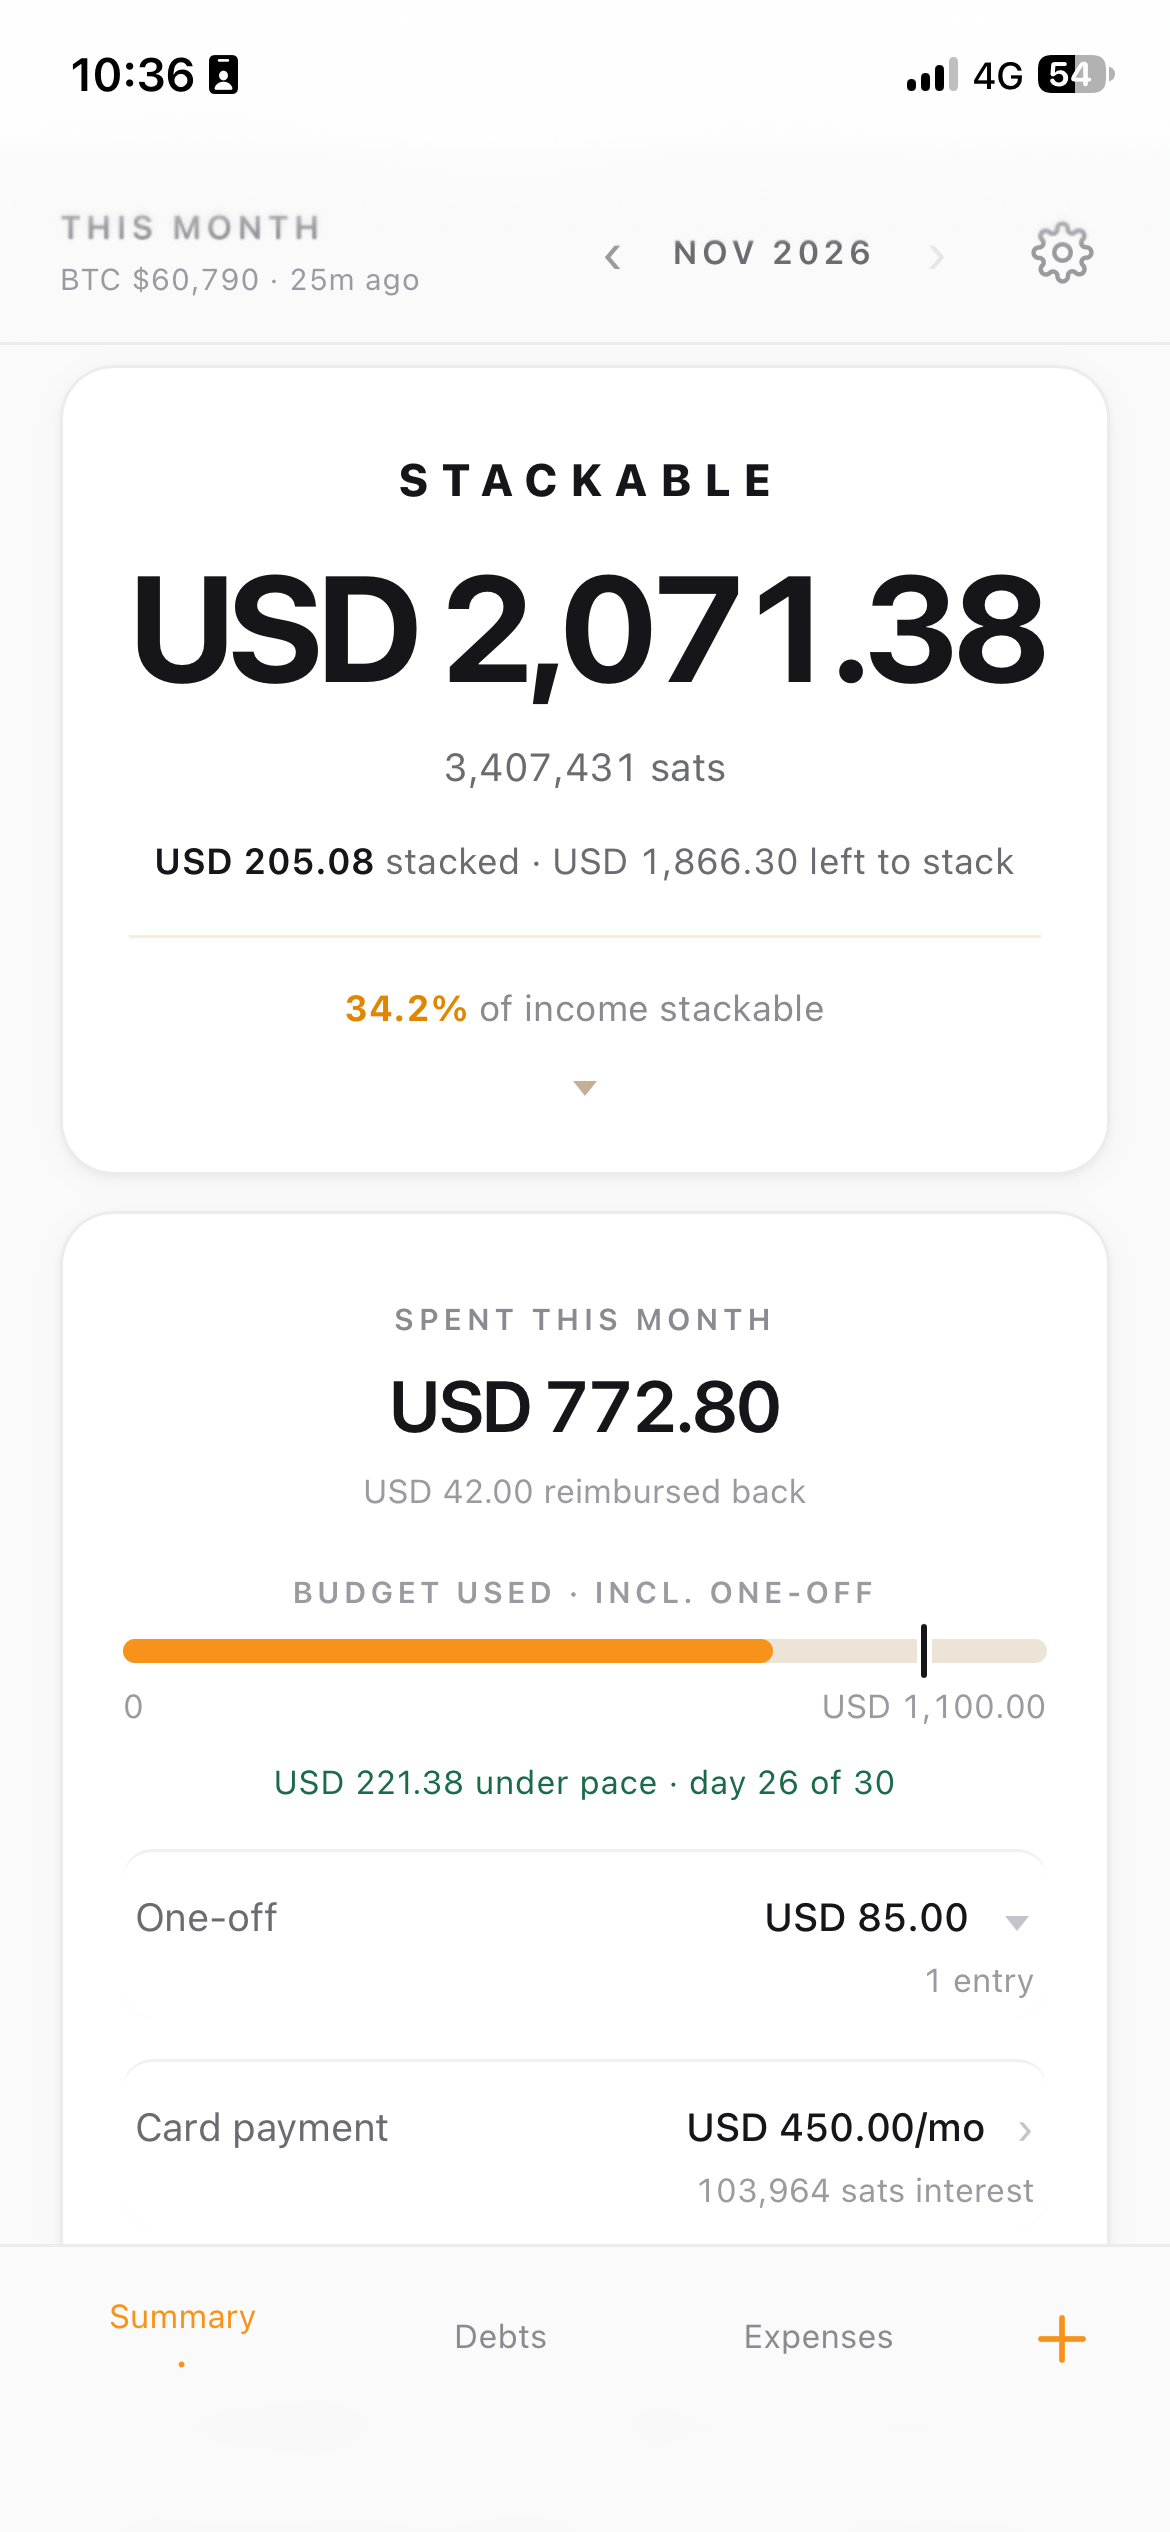 10:36
4G 54
THIS MONTH
BTC $60,790 · 25m ago
‹ NOV 2026 ›
STACKABLE
USD 2,071.38
3,407,431 sats
USD 205.08 stacked · USD 1,866.30 left to stack
34.2% of income stackable
SPENT THIS MONTH
USD 772.80
USD 42.00 reimbursed back
BUDGET USED · INCL. ONE-OFF
0 USD 1,100.00
USD 221.38 under pace · day 26 of 30
One-off USD 85.00
1 entry
Card payment USD 450.00/mo ›
103,964 sats interest
Summary Debts Expenses +